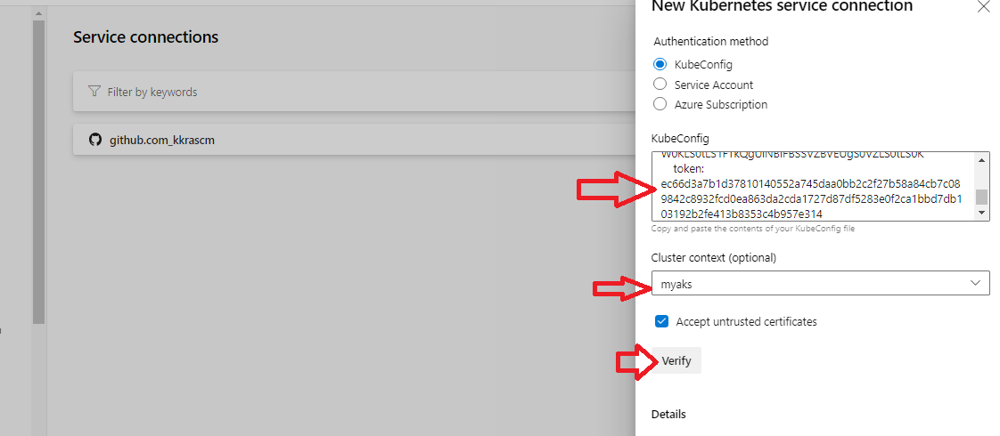 New Kubernetes service connection
Service connections
Filter by keywords
github.com_kkrascm
Authentication method
KubeConfig
Service Account
Azure Subscription
KubeConfig
token:
ec66d3a7b1d37810140552a745daa0bb2c2f27b58a84cb7c08
9842c8932fcd0ea863da2cda1727d87df5283e0f2ca1bbd7db1
03192b2fe413b8353c4b957e314
Copy and paste the contents of your KubeConfig file
Cluster context (optional)
myaks
Accept untrusted certificates
Verify
Details